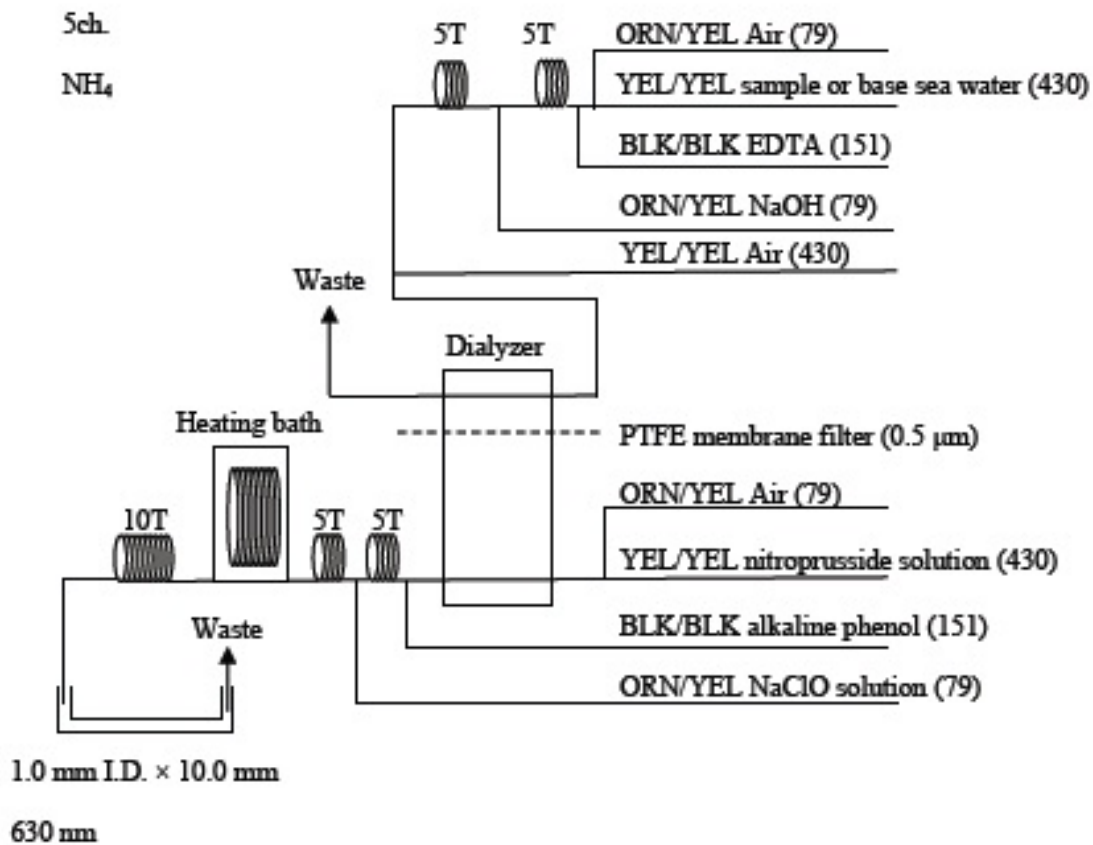 5ch.
NH₄
5T
5T
ORN/YEL Air (79)
YEL/YEL sample or base sea water (430)
BLK/BLK EDTA (151)
ORN/YEL NaOH (79)
YEL/YEL Air (430)
Waste
Dialyzer
Heating bath
PTFE membrane filter (0.5 μm)
ORN/YEL Air (79)
10T
5T
5T
YEL/YEL nitroprusside solution (430)
Waste
BLK/BLK alkaline phenol (151)
ORN/YEL NaClO solution (79)
1.0 mm I.D. × 10.0 mm
630 nm